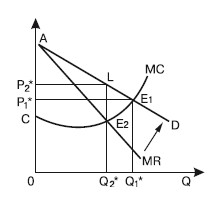 A
MC
P₂* L
P₁* E₁
C E₂ D
MR
0 Q₂* Q₁* Q